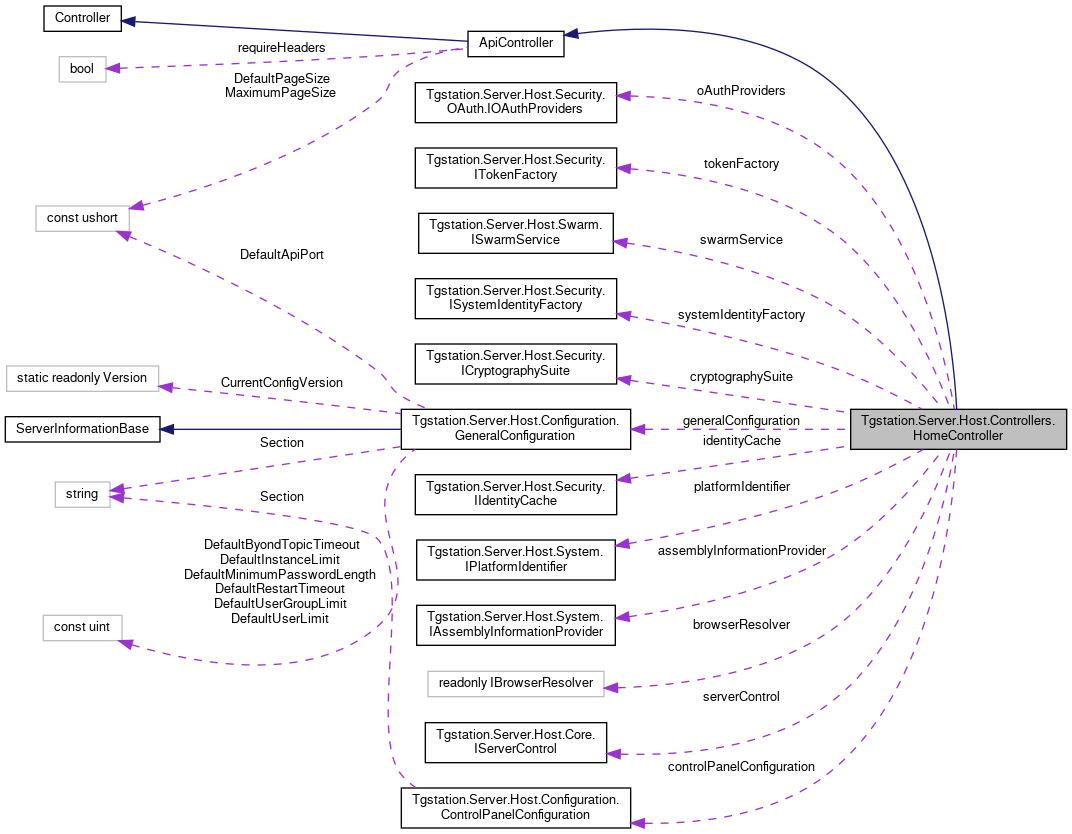 Controller
ApiController
requireHeaders
bool
DefaultPageSize
MaximumPageSize
oAuthProviders
Tgstation.Server.Host.Security.
OAuth.IOAuthProviders
tokenFactory
Tgstation.Server.Host.Security.
ITokenFactory
const ushort
Tgstation.Server.Host.Swarm.
ISwarmService
swarmService
DefaultApiPort
Tgstation.Server.Host.Security.
ISystemIdentityFactory
systemIdentityFactory
Tgstation.Server.Host.Security.
ICryptographySuite
cryptographySuite
static readonly Version
CurrentConfigVersion
ServerInformationBase
Tgstation.Server.Host.Configuration.
GeneralConfiguration
generalConfiguration
Tgstation.Server.Host.Controllers.
HomeController
identityCache
Section
string
Section
Tgstation.Server.Host.Security.
IIdentityCache
platformIdentifier
DefaultByondTopicTimeout
DefaultInstanceLimit
DefaultMinimumPasswordLength
DefaultRestartTimeout
DefaultUserGroupLimit
DefaultUserLimit
Tgstation.Server.Host.System.
IPlatformIdentifier
assemblyInformationProvider
const uint
Tgstation.Server.Host.System.
IAssemblyInformationProvider
browserResolver
readonly IBrowserResolver
serverControl
Tgstation.Server.Host.Core.
IServerControl
controlPanelConfiguration
Tgstation.Server.Host.Configuration.
ControlPanelConfiguration